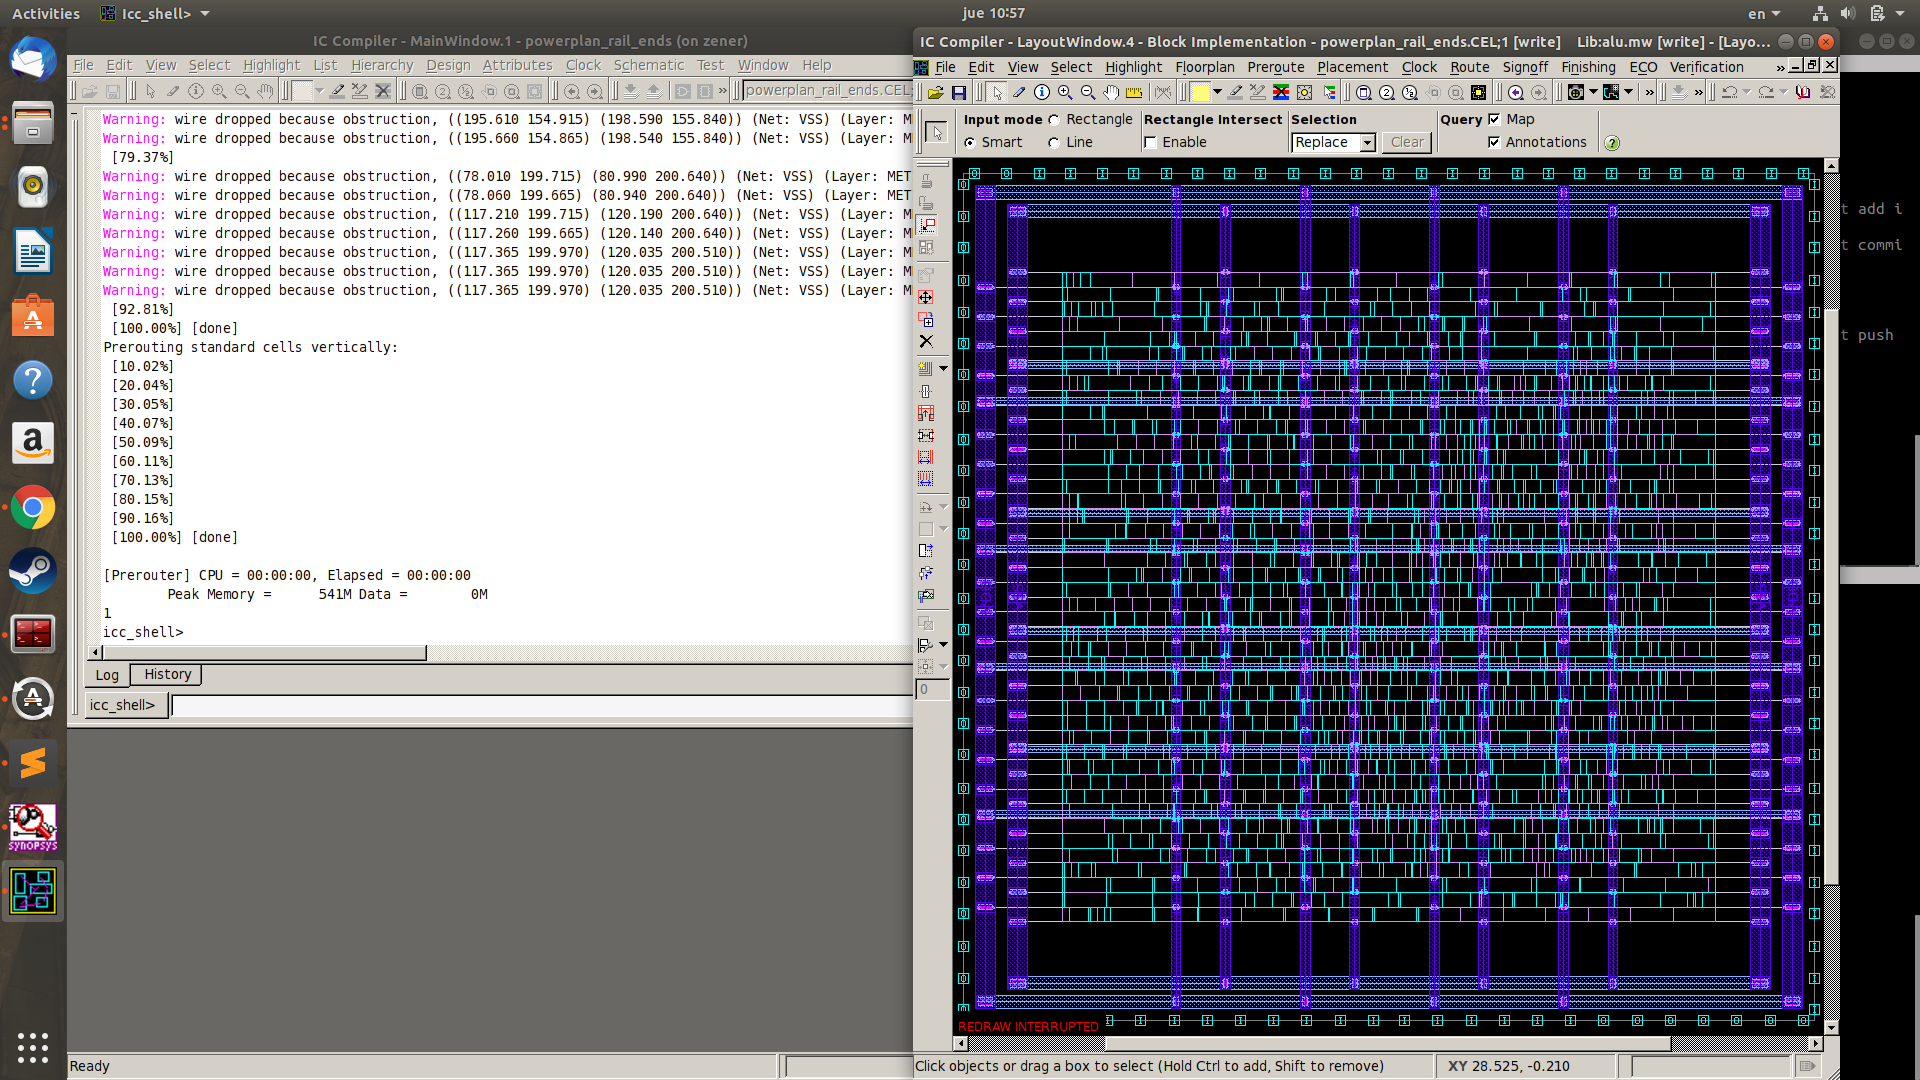 Activities
Icc_shell>
jue 10:57
en
IC Compiler - MainWindow.1 - powerplan_rail_ends (on zener)
File Edit View Select Highlight List Hierarchy Design Attributes Clock Schematic Test Window Help
powerplan_rail_ends.CEL;
Warning: wire dropped because obstruction, ((195.610 154.915) (198.590 155.840)) (Net: VSS) (Layer: M
Warning: wire dropped because obstruction, ((195.660 154.865) (198.540 155.840)) (Net: VSS) (Layer: M
[79.37%]
Warning: wire dropped because obstruction, ((78.010 199.715) (80.990 200.640)) (Net: VSS) (Layer: MET
Warning: wire dropped because obstruction, ((78.060 199.665) (80.940 200.640)) (Net: VSS) (Layer: MET
Warning: wire dropped because obstruction, ((117.210 199.715) (120.190 200.640)) (Net: VSS) (Layer: M
Warning: wire dropped because obstruction, ((117.260 199.665) (120.140 200.640)) (Net: VSS) (Layer: M
Warning: wire dropped because obstruction, ((117.365 199.970) (120.035 200.510)) (Net: VSS) (Layer: M
Warning: wire dropped because obstruction, ((117.365 199.970) (120.035 200.510)) (Net: VSS) (Layer: M
Warning: wire dropped because obstruction, ((117.365 199.970) (120.035 200.510)) (Net: VSS) (Layer: M
[92.81%]
[100.00%] [done]
Prerouting standard cells vertically:
[10.02%]
[20.04%]
[30.05%]
[40.07%]
[50.09%]
[60.11%]
[70.13%]
[80.15%]
[90.16%]
[100.00%] [done]
[Prerouter] CPU = 00:00:00, Elapsed = 00:00:00
Peak Memory = 541M Data = 0M
1
icc_shell>
Log History
icc_shell>
Ready
SYNOPSYS
IC Compiler - LayoutWindow.4 - Block Implementation - powerplan_rail_ends.CEL;1 [write] Lib:alu.mw [write] - [Layo...
File Edit View Select Highlight Floorplan Preroute Placement Clock Route Signoff Finishing ECO Verification »
Input mode Rectangle Rectangle Intersect Selection Query Map
Smart Line Enable Replace Clear Annotations
0
REDRAW INTERRUPTED
Click objects or drag a box to select (Hold Ctrl to add, Shift to remove)
XY 28.525, -0.210
t add i
t commi
t push